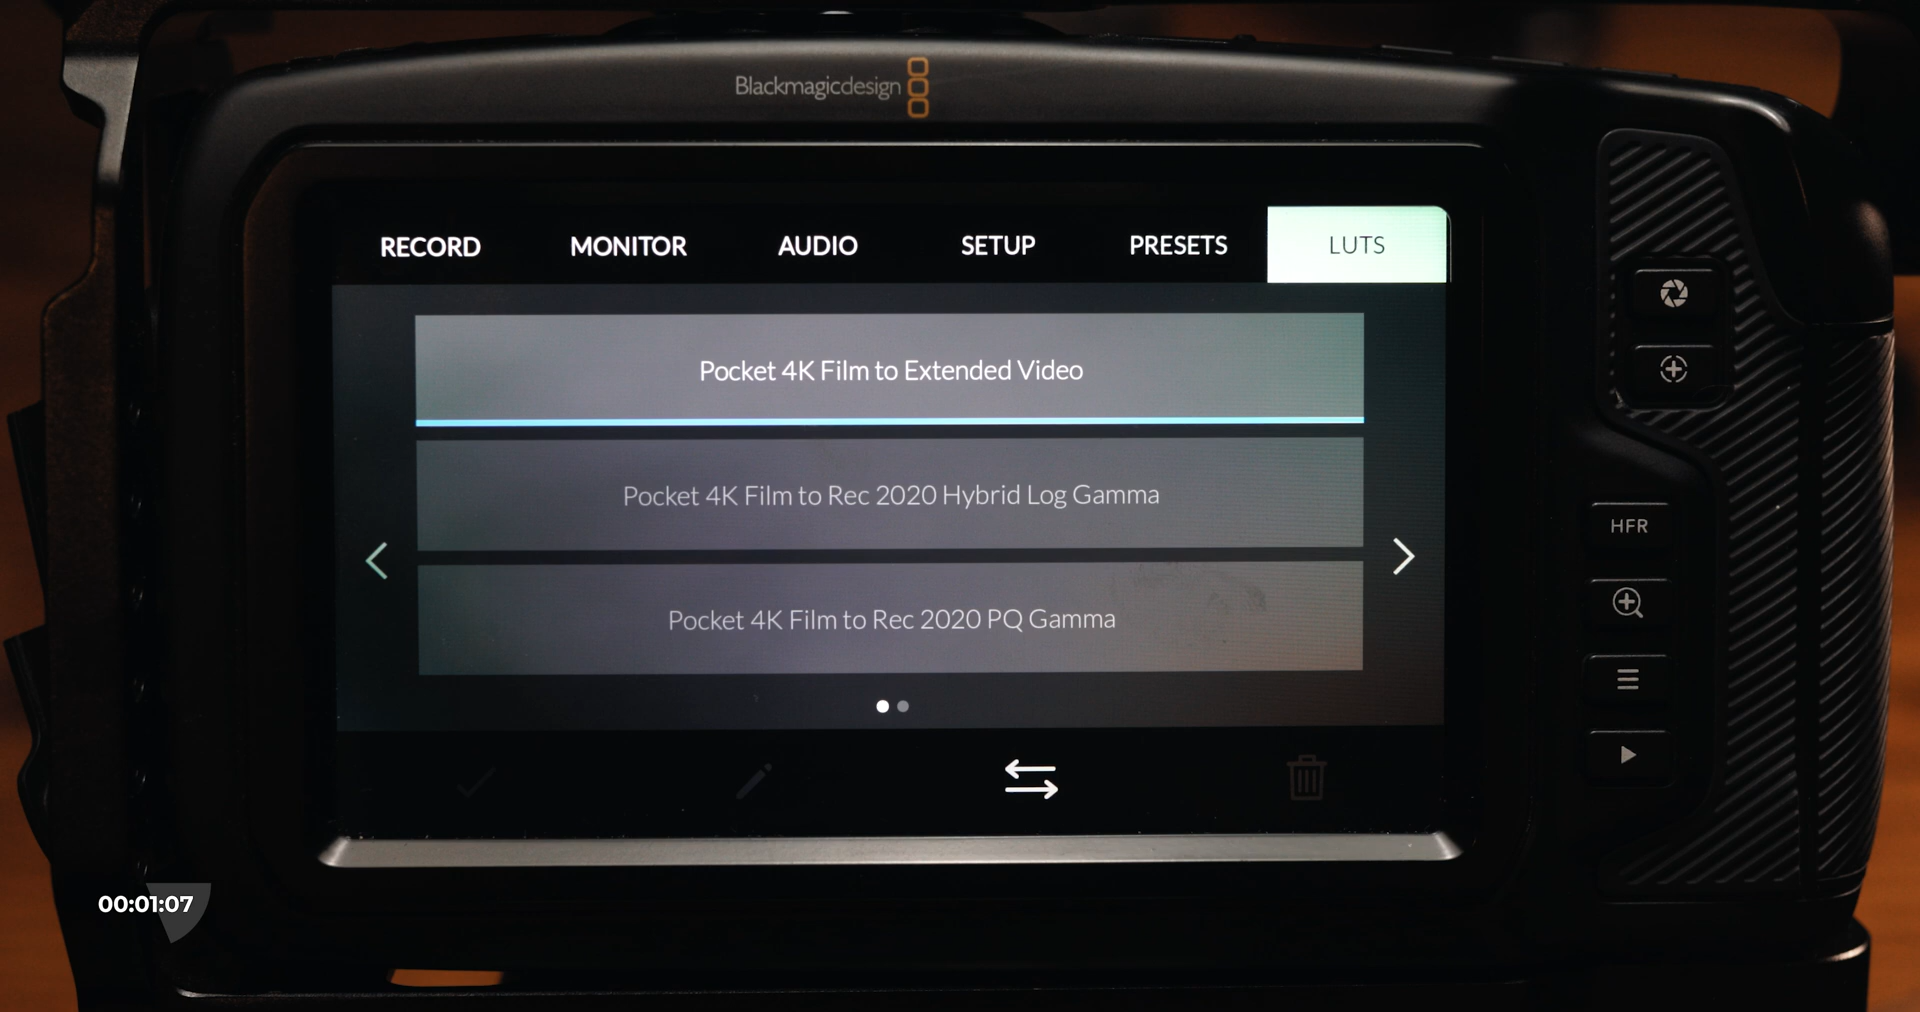 Blackmagicdesign
RECORD MONITOR AUDIO SETUP PRESETS LUTS
Pocket 4K Film to Extended Video
Pocket 4K Film to Rec 2020 Hybrid Log Gamma
HFR
Pocket 4K Film to Rec 2020 PQ Gamma
00:01:07